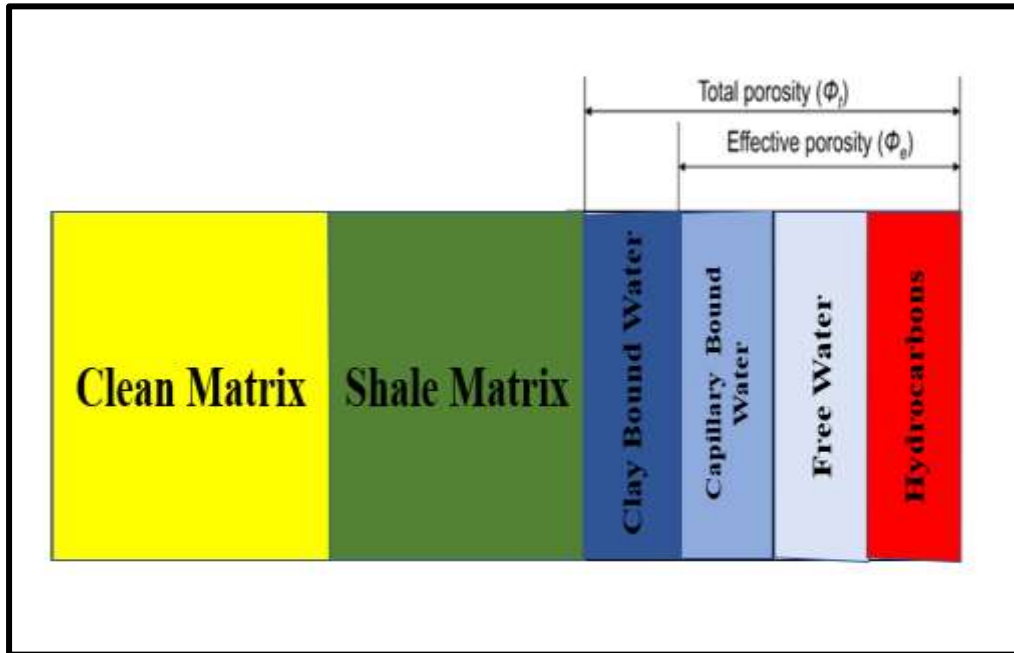 Total porosity (Φt)
Effective porosity (Φe)
Clean Matrix
Shale Matrix
Clay Bound Water
Capillary Bound
Water
Free Water
Hydrocarbons